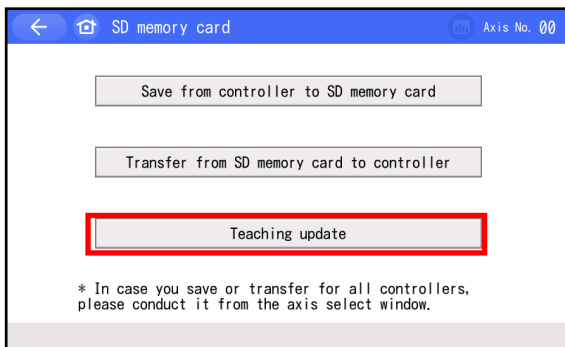 SD memory card
Axis No. 00
Save from controller to SD memory card
Transfer from SD memory card to controller
Teaching update
* In case you save or transfer for all controllers,
please conduct it from the axis select window.